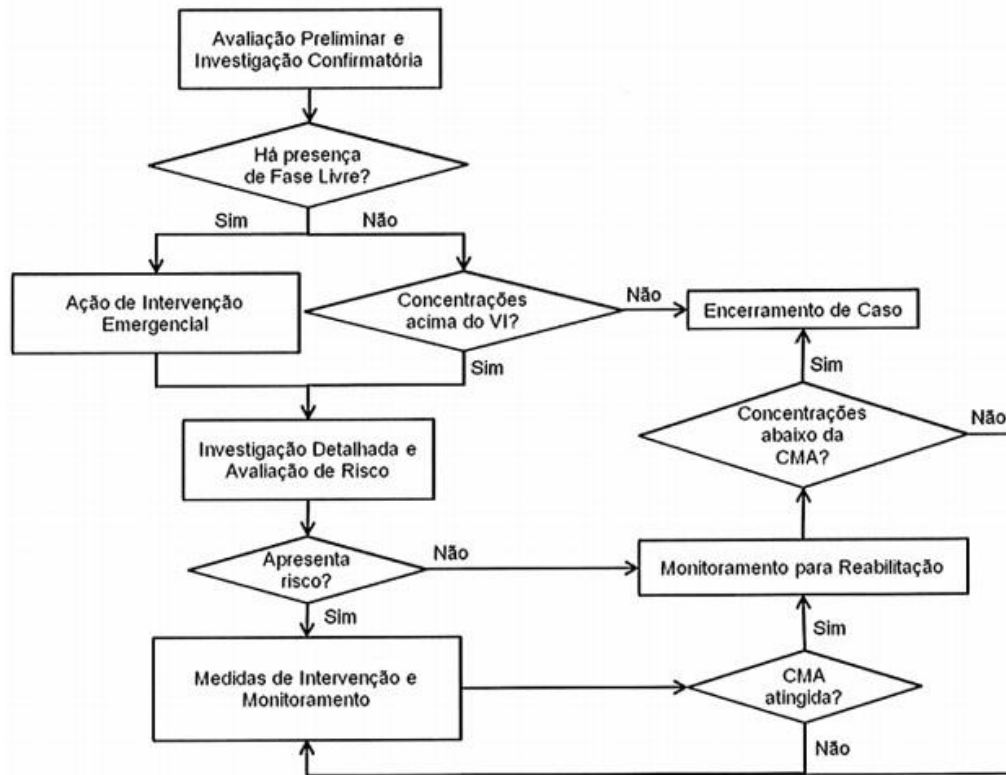 Avaliação Preliminar e
Investigação Confirmatória
Há presença
de Fase Livre?
Sim
Não
Ação de Intervenção
Emergencial
Concentrações
acima do VI?
Não
Encerramento de Caso
Sim
Sim
Concentrações
abaixo da
CMA?
Não
Investigação Detalhada e
Avaliação de Risco
Apresenta
risco?
Não
Monitoramento para Reabilitação
Sim
Sim
Medidas de Intervenção e
Monitoramento
CMA
atingida?
Não